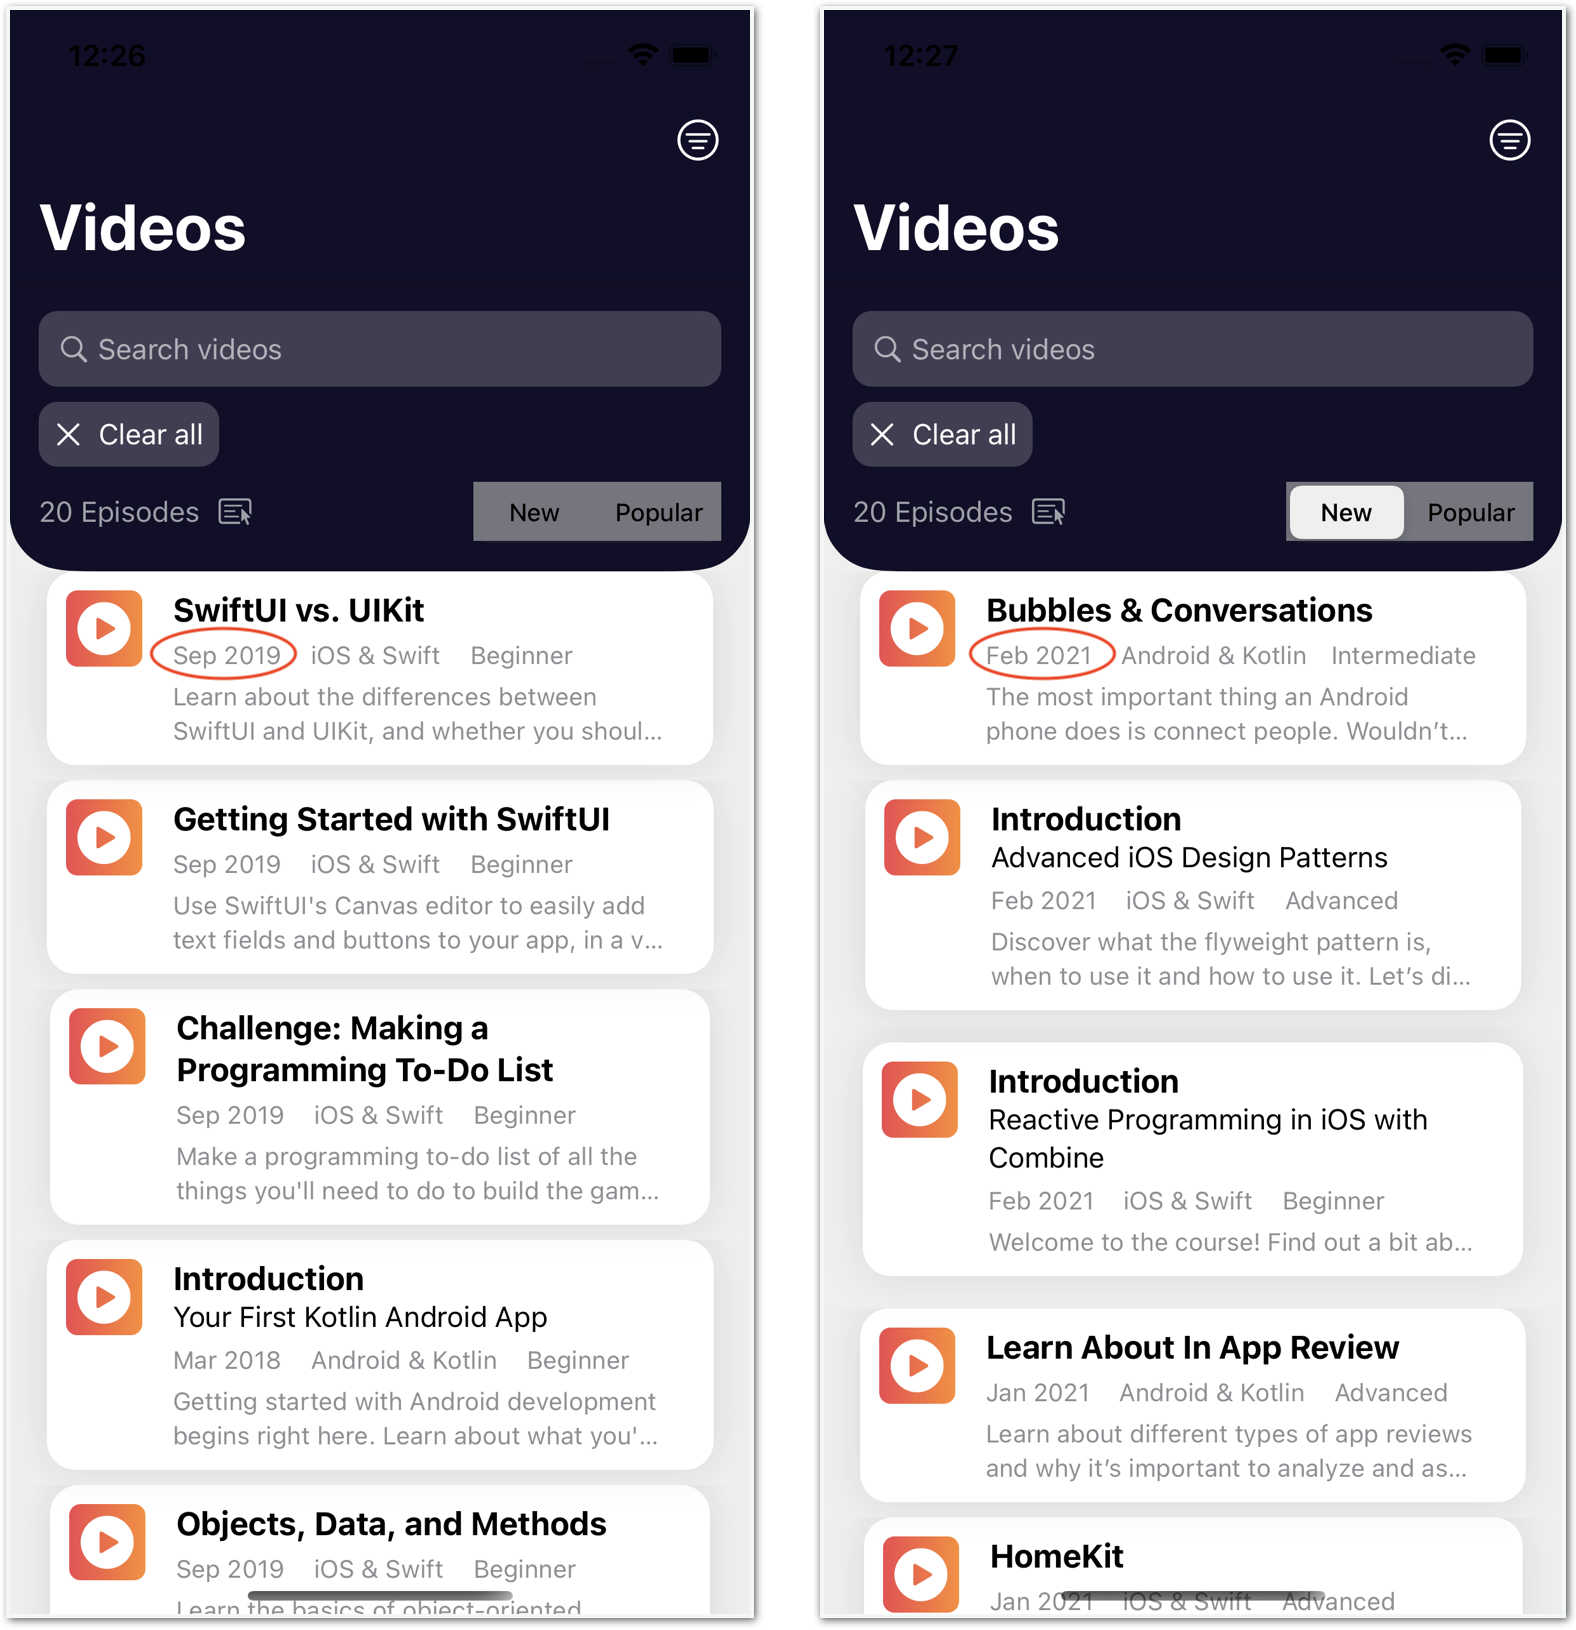 12:26
Videos
Search videos
Clear all
20 Episodes New Popular
SwiftUI vs. UIKit
Sep 2019 iOS & Swift Beginner
Learn about the differences between
SwiftUI and UIKit, and whether you shoul...
Getting Started with SwiftUI
Sep 2019 iOS & Swift Beginner
Use SwiftUI's Canvas editor to easily add
text fields and buttons to your app, in a v...
Challenge: Making a
Programming To-Do List
Sep 2019 iOS & Swift Beginner
Make a programming to-do list of all the
things you'll need to do to build the gam...
Introduction
Your First Kotlin Android App
Mar 2018 Android & Kotlin Beginner
Getting started with Android development
begins right here. Learn about what you'...
Objects, Data, and Methods
Sep 2019 iOS & Swift Beginner
Learn the basics of object-oriented
12:27
Videos
Search videos
Clear all
20 Episodes New Popular
Bubbles & Conversations
Feb 2021 Android & Kotlin Intermediate
The most important thing an Android
phone does is connect people. Wouldn’t...
Introduction
Advanced iOS Design Patterns
Feb 2021 iOS & Swift Advanced
Discover what the flyweight pattern is,
when to use it and how to use it. Let’s di...
Introduction
Reactive Programming in iOS with
Combine
Feb 2021 iOS & Swift Beginner
Welcome to the course! Find out a bit ab...
Learn About In App Review
Jan 2021 Android & Kotlin Advanced
Learn about different types of app reviews
and why it’s important to analyze and as...
HomeKit
Jan 2021 iOS & Swift Advanced